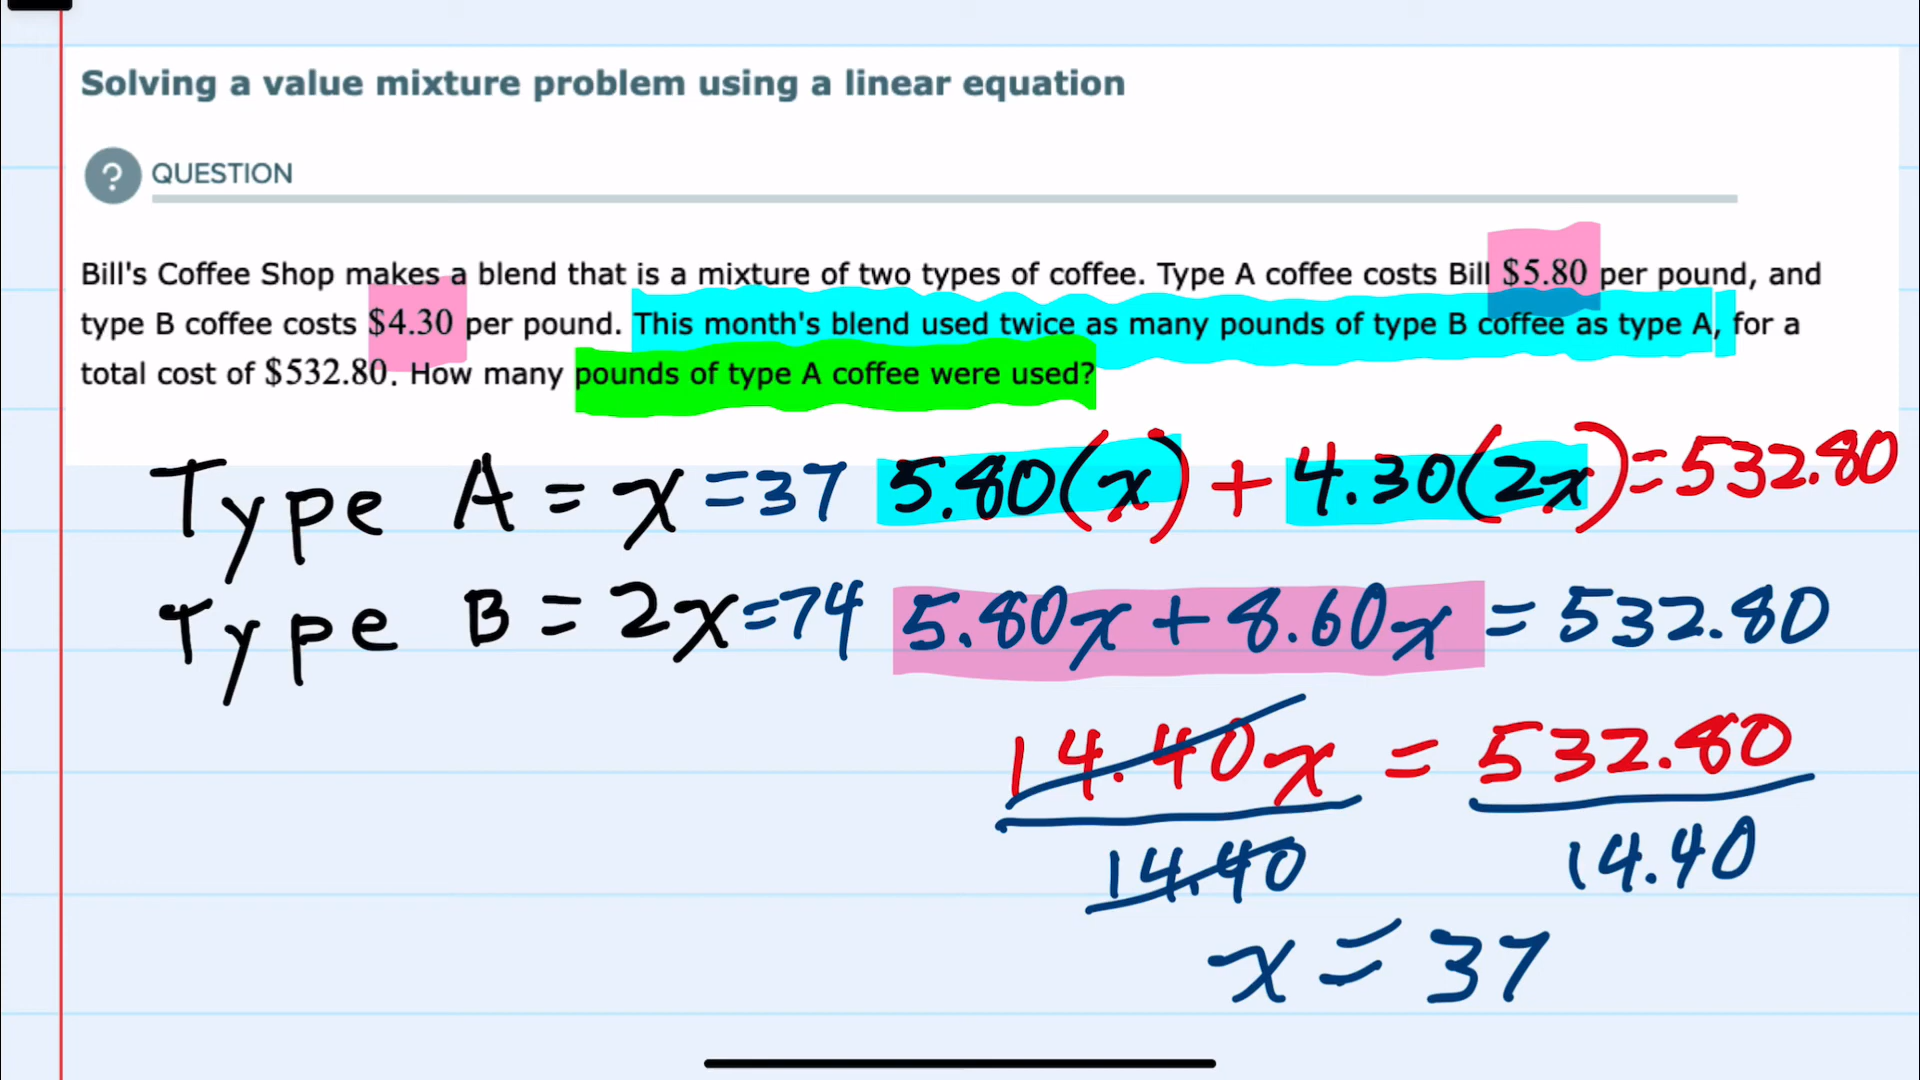 Solving a value mixture problem using a linear equation
? QUESTION
Bill's Coffee Shop makes a blend that is a mixture of two types of coffee. Type A coffee costs Bill $5.80 per pound, and
type B coffee costs $4.30 per pound. This month's blend used twice as many pounds of type B coffee as type A, for a
total cost of $532.80. How many pounds of type A coffee were used?
Type A = x = 37 5.80(x) + 4.30(2x) = 532.80
Type B = 2x = 74 5.80x + 8.60x = 532.80
14.40x = 532.80
14.40 14.40
x = 37